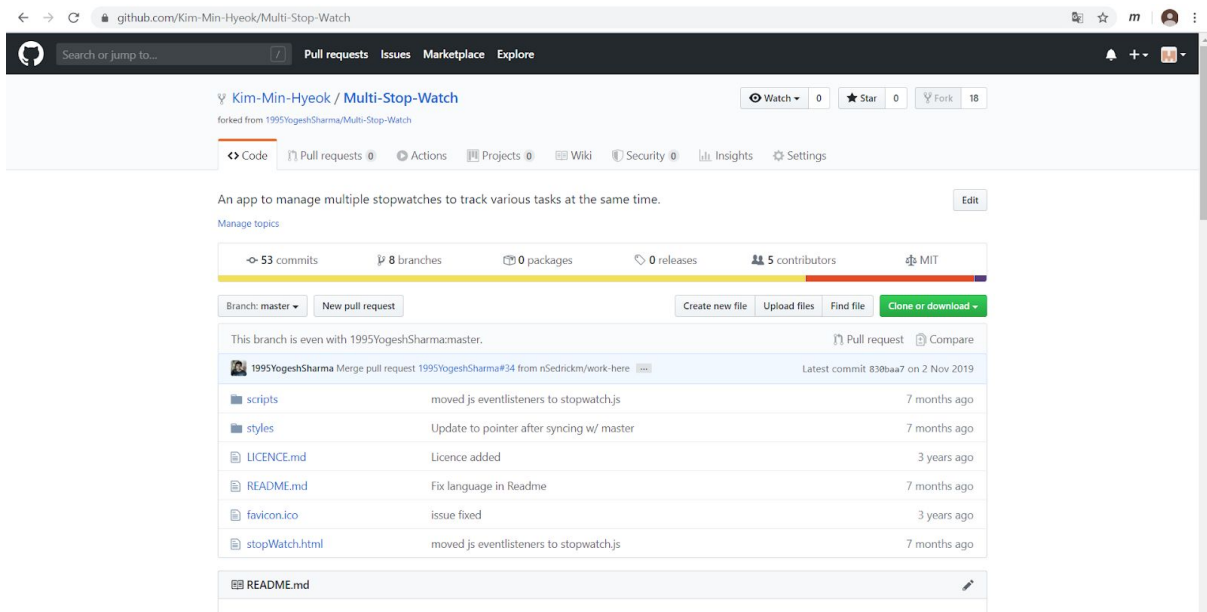 github.com/Kim-Min-Hyeok/Multi-Stop-Watch
m
Search or jump to... / Pull requests Issues Marketplace Explore
Kim-Min-Hyeok / Multi-Stop-Watch Watch 0 Star 0 Fork 18
forked from 1995YogeshSharma/Multi-Stop-Watch
Code Pull requests 0 Actions Projects 0 Wiki Security 0 Insights Settings
An app to manage multiple stopwatches to track various tasks at the same time. Edit
Manage topics
53 commits 8 branches 0 packages 0 releases 5 contributors MIT
Branch: master New pull request Create new file Upload files Find file Clone or download
This branch is even with 1995YogeshSharma:master. Pull request Compare
1995YogeshSharma Merge pull request 1995YogeshSharma#34 from nSedrickm/work-here ... Latest commit 830baa7 on 2 Nov 2019
scripts moved js eventlisteners to stopwatch.js 7 months ago
styles Update to pointer after syncing w/ master 7 months ago
LICENCE.md Licence added 3 years ago
README.md Fix language in Readme 7 months ago
favicon.ico issue fixed 3 years ago
stopWatch.html moved js eventlisteners to stopwatch.js 7 months ago
README.md